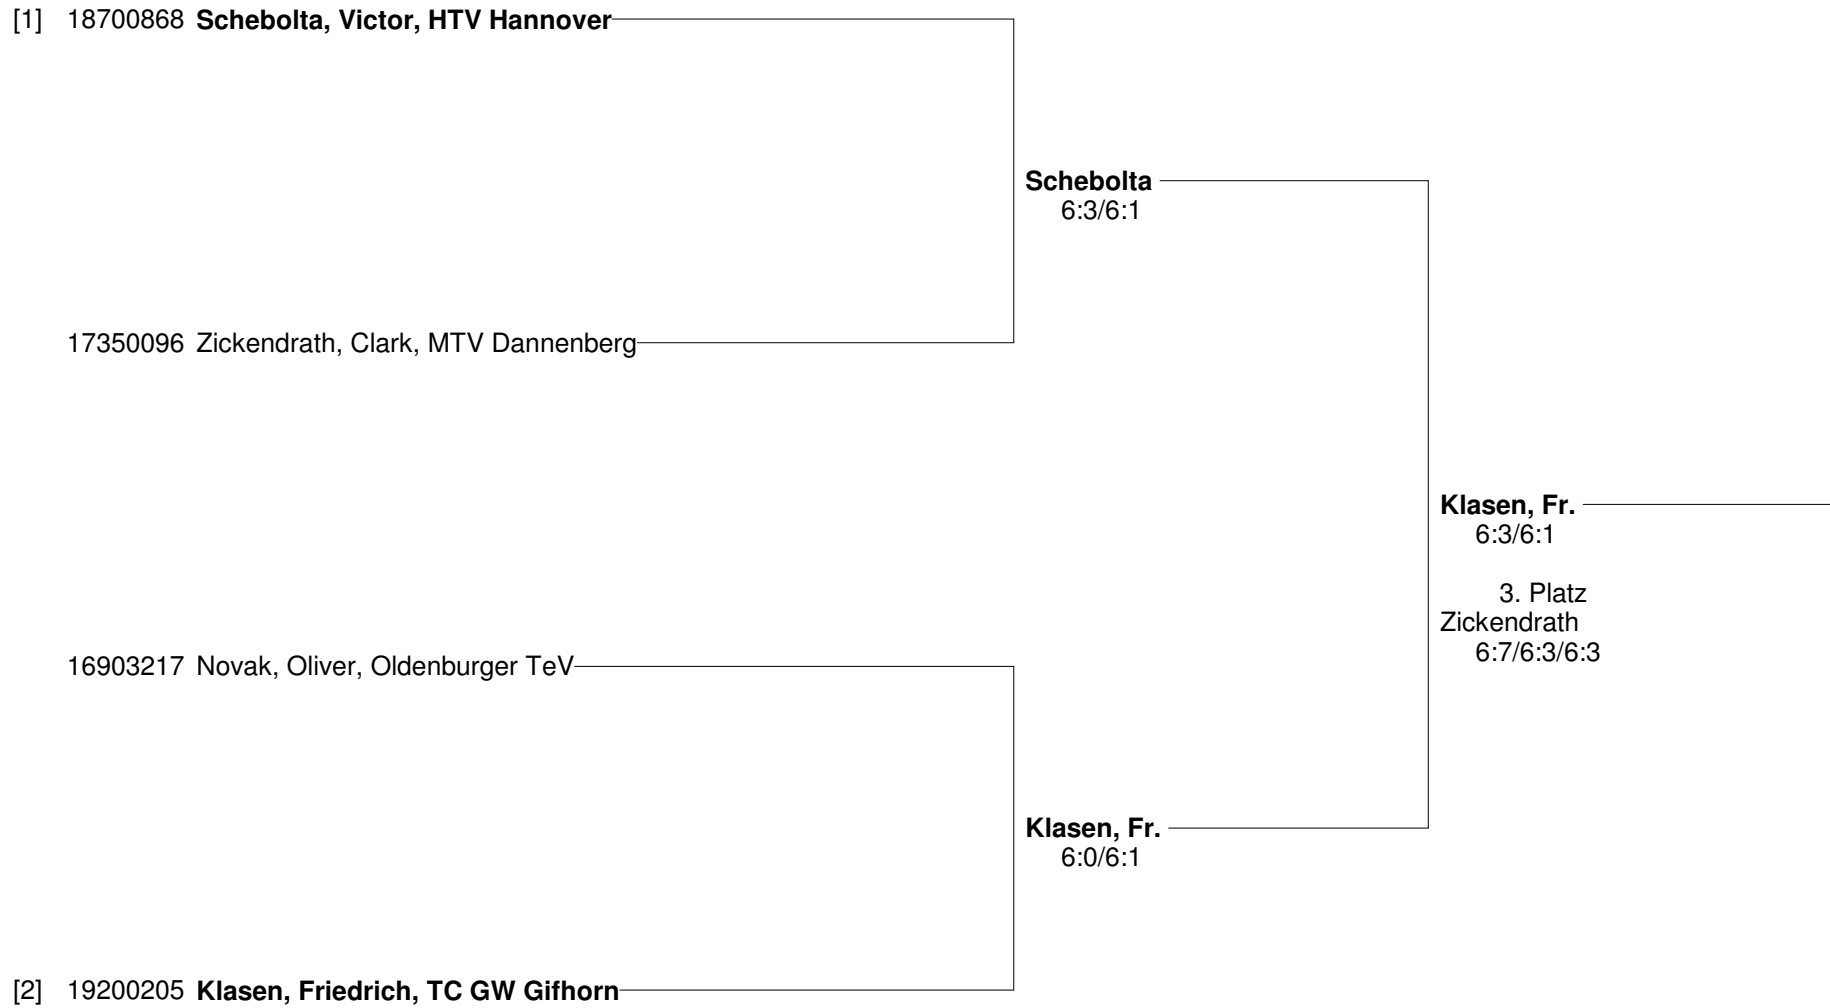 [1] 18700868 Schebolta, Victor, HTV Hannover
Schebolta
6:3/6:1
17350096 Zickendrath, Clark, MTV Dannenberg
Klasen, Fr.
6:3/6:1
3. Platz
Zickendrath
6:7/6:3/6:3
16903217 Novak, Oliver, Oldenburger TeV
Klasen, Fr.
6:0/6:1
[2] 19200205 Klasen, Friedrich, TC GW Gifhorn